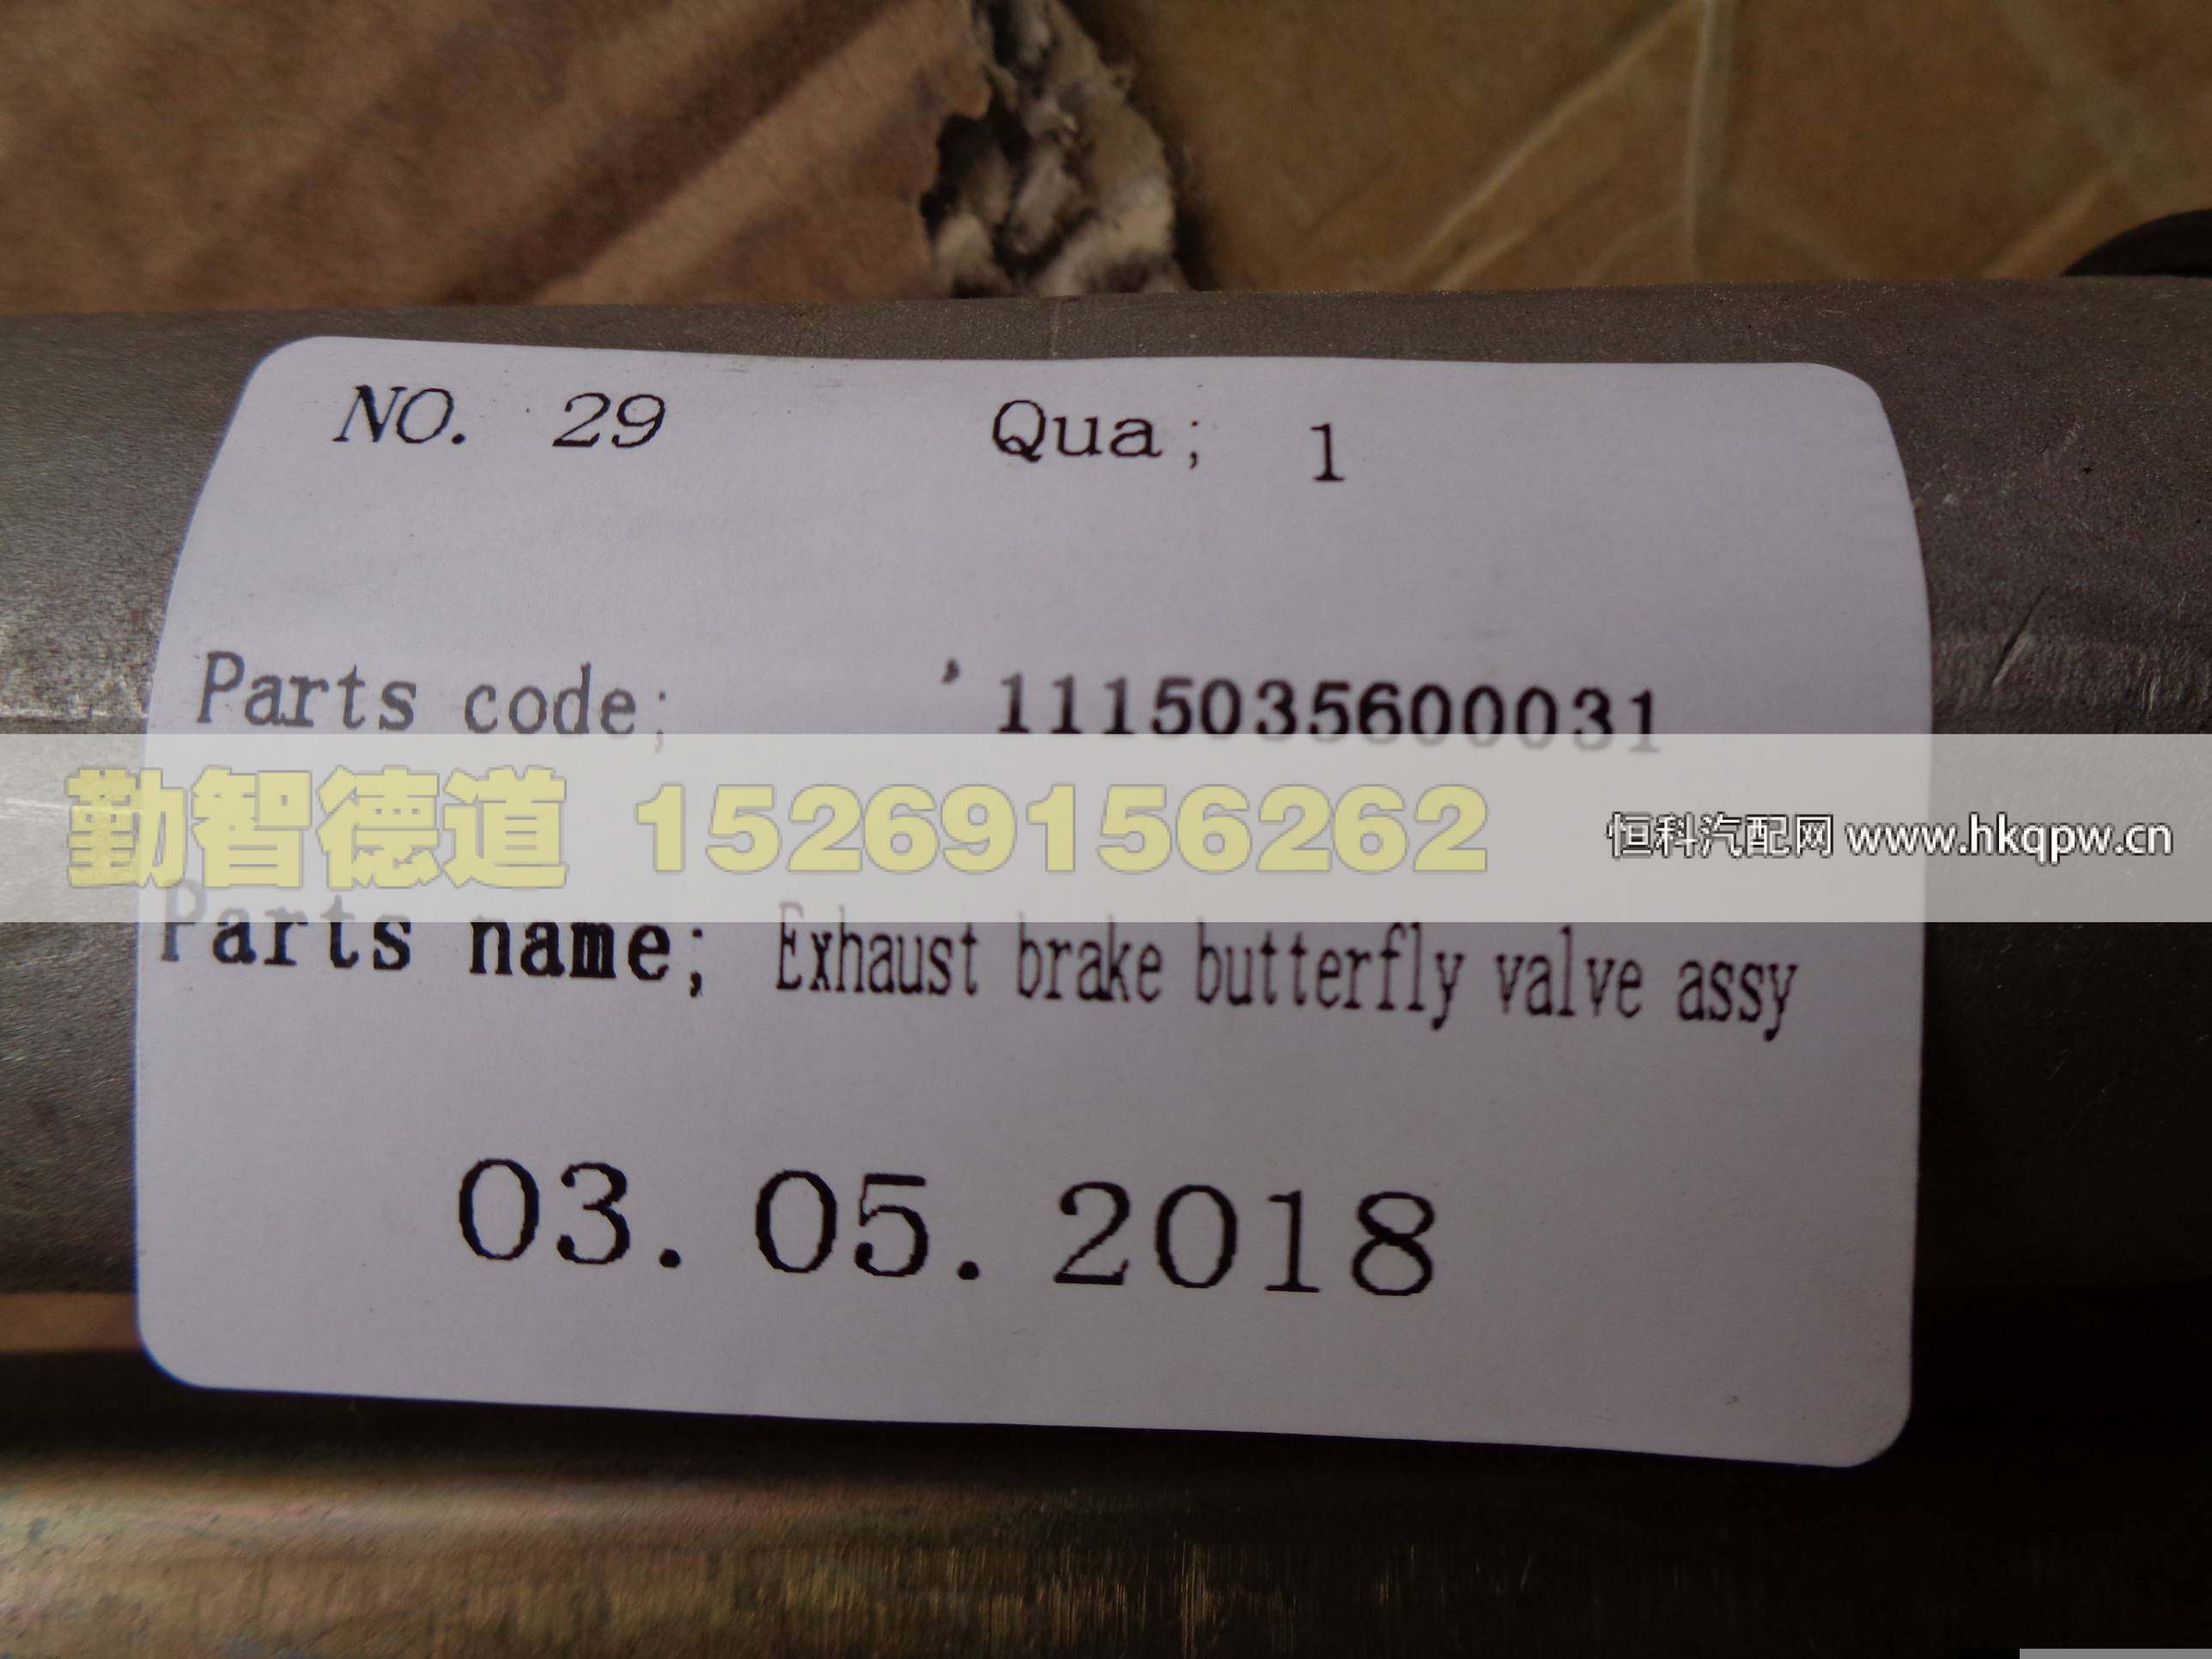 NO. 29 Qua; 1
Parts code; '1115035600031
勤智德道 15269156262
恒科汽配网 www.hkqpw.cn
Parts name; Exhaust brake butterfly valve assy
03. 05. 2018